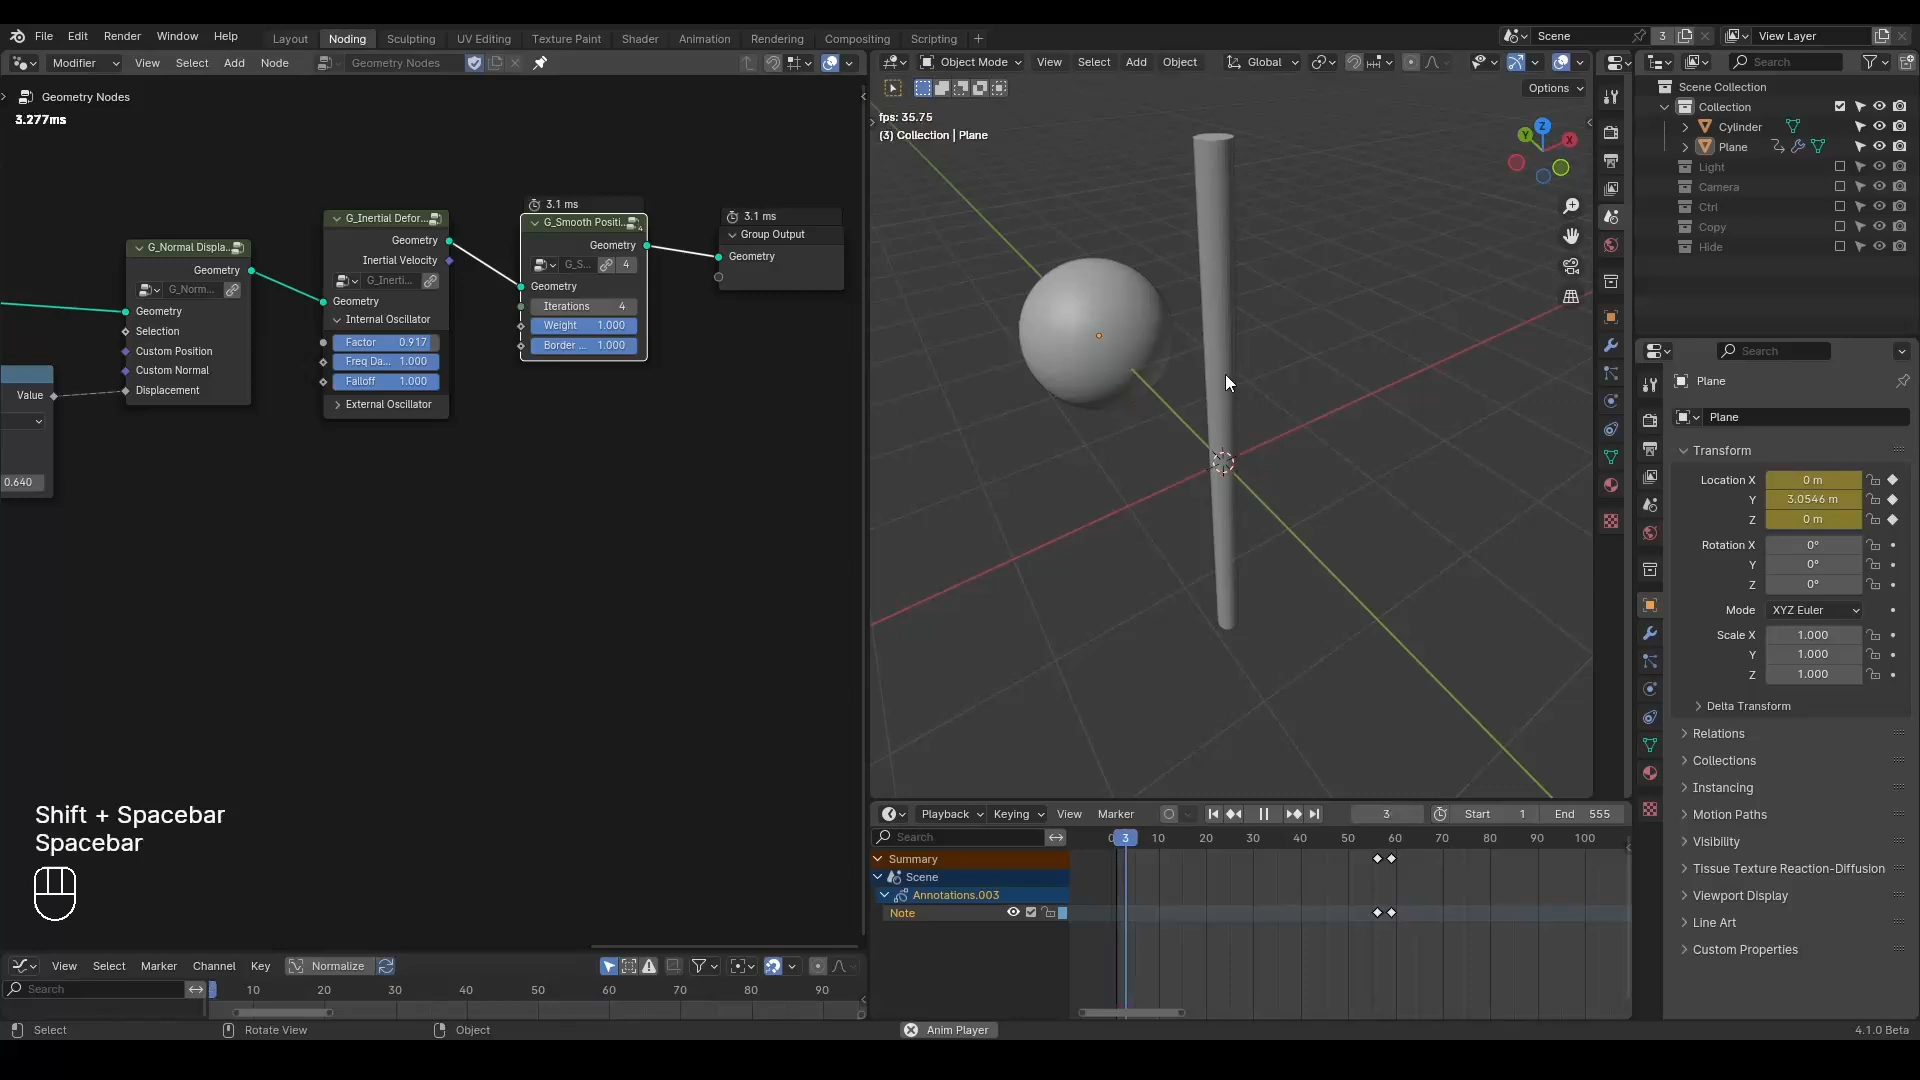 File Edit Render Window Help Layout Noding Sculpting UV Editing Texture Paint Shader Animation Rendering Compositing Scripting + Scene 3 View Layer
Modifier View Select Add Node Geometry Nodes Object Mode View Select Add Object Global Search
Options
Geometry Nodes
3.277ms
fps: 35.75
(3) Collection | Plane
Scene Collection
Collection
Cylinder
Plane
Light
Camera
Ctrl
Copy
Hide
X
Y
Z
3.1 ms
G_Smooth Positi... 4
Geometry
G_S... 4
Geometry
Iterations 4
Weight 1.000
Border ... 1.000
3.1 ms
Group Output
Geometry
G_Inertial Defor...
Geometry
Inertial Velocity
G_Inerti...
Geometry
Internal Oscillator
Factor 0.917
Freq Da... 1.000
Falloff 1.000
External Oscillator
G_Normal Displa...
Geometry
G_Norm...
Geometry
Selection
Custom Position
Custom Normal
Displacement
Value
0.640
Search
Plane
Plane
Transform
Location X 0 m
Y 3.0546 m
Z 0 m
Rotation X 0°
Y 0°
Z 0°
Mode XYZ Euler
Scale X 1.000
Y 1.000
Z 1.000
Delta Transform
Relations
Collections
Instancing
Motion Paths
Visibility
Tissue Texture Reaction-Diffusion
Viewport Display
Line Art
Custom Properties
Shift + Spacebar
Spacebar
Playback Keying View Marker 3 Start 1 End 555
Search 0 3 10 20 30 40 50 60 70 80 90 100
Summary
Scene
Annotations.003
Note
View Select Marker Channel Key Normalize
Search 10 20 30 40 50 60 70 80 90
Select Rotate View Object Anim Player 4.1.0 Beta